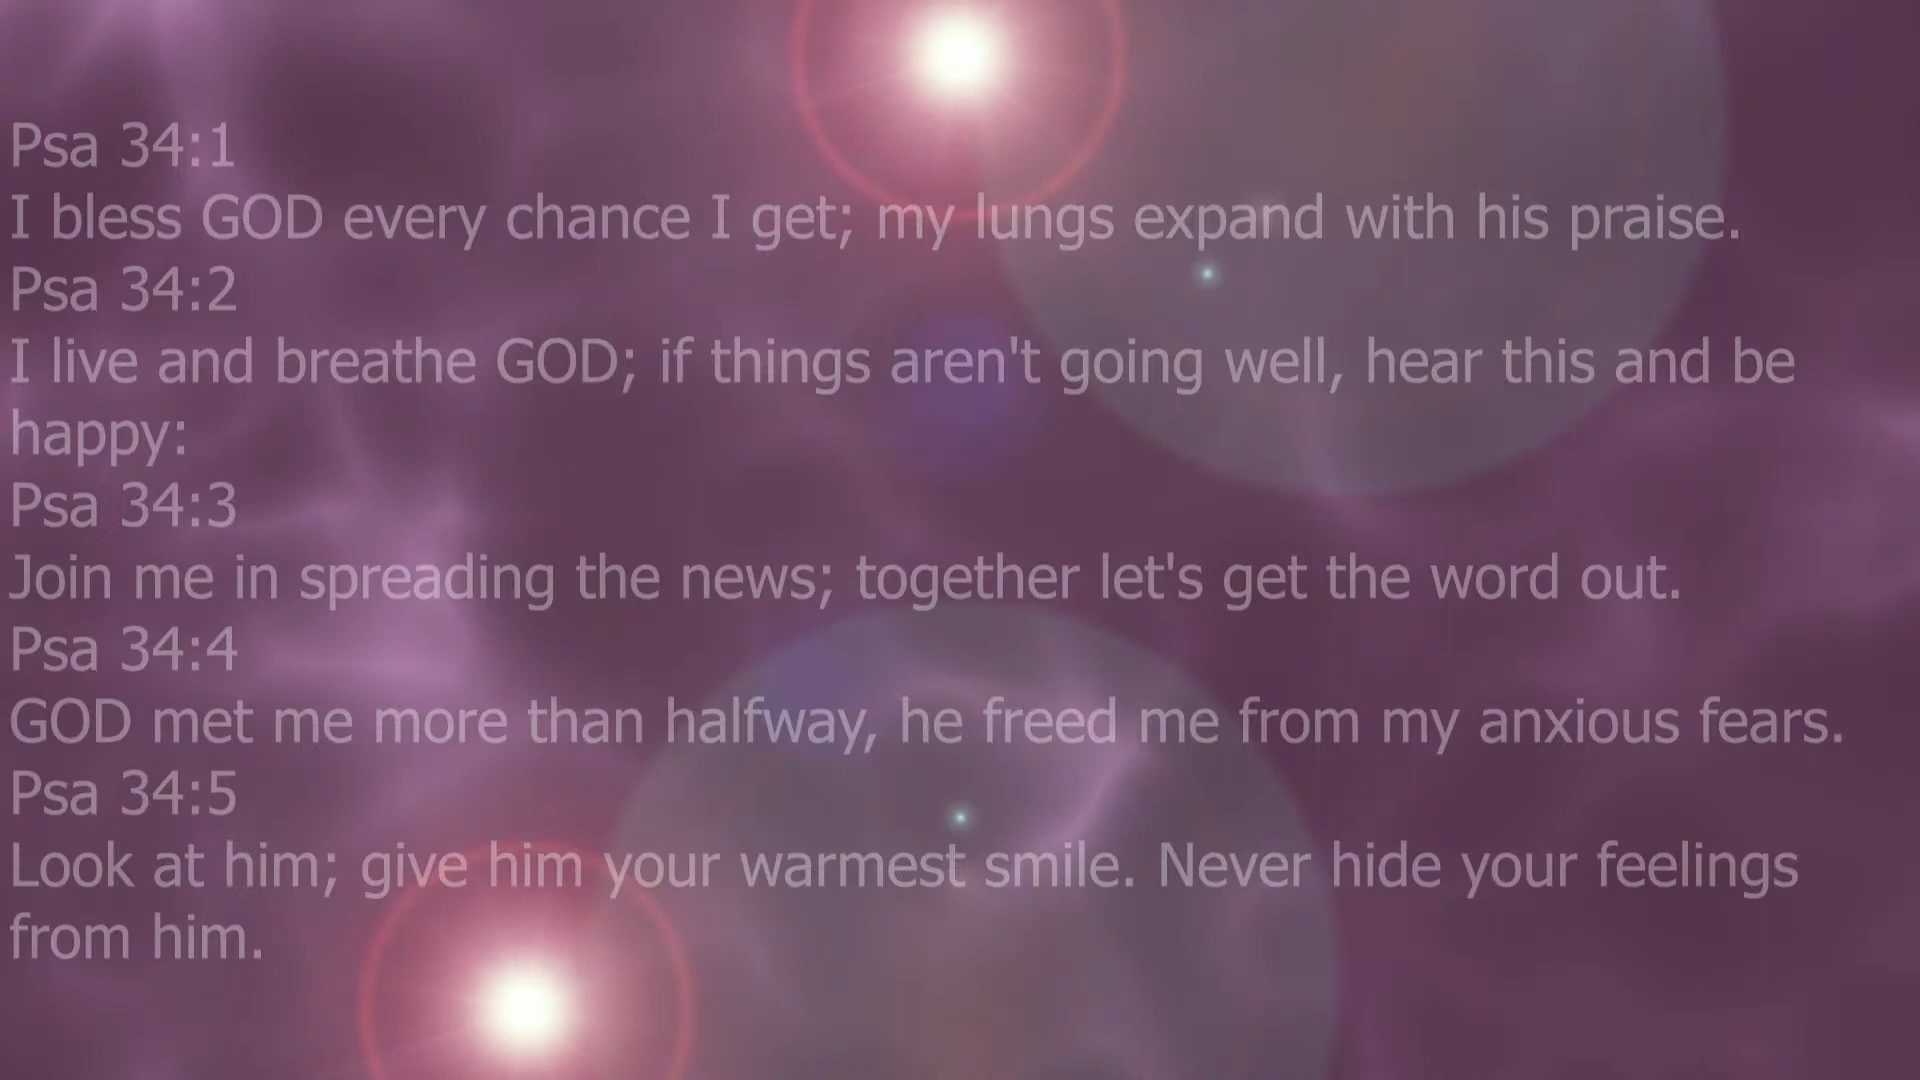 Psa 34:1
I bless GOD every chance I get; my lungs expand with his praise.
Psa 34:2
I live and breathe GOD; if things aren't going well, hear this and be
happy:
Psa 34:3
Join me in spreading the news; together let's get the word out.
Psa 34:4
GOD met me more than halfway, he freed me from my anxious fears.
Psa 34:5
Look at him; give him your warmest smile. Never hide your feelings
from him.